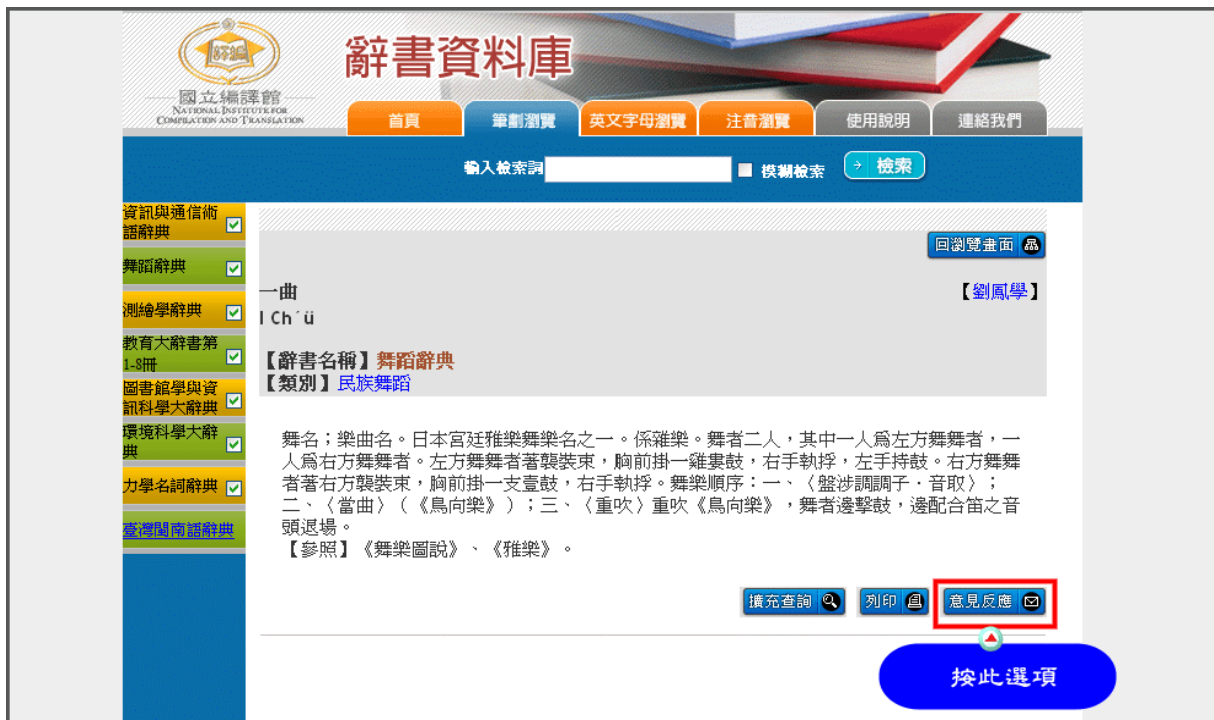 師編
辭書資料庫
國立編譯館
NATIONAL INSTITUTE FOR
COMPILATION AND TRANSLATION
首頁 筆劃瀏覽 英文字母瀏覽 注音瀏覽 使用說明 連絡我們
輸入檢索詞 模糊檢索 檢索
資訊與通信術
語辭典
舞蹈辭典
測繪學辭典
教育大辭書第
1-8冊
圖書館學與資
訊科學大辭典
環境科學大辭
典
力學名詞辭典
臺灣閩南語辭典
回瀏覽畫面
一曲 【劉鳳學】
I Ch´ü
【辭書名稱】舞蹈辭典
【類別】民族舞蹈
舞名；樂曲名。日本宮廷雅樂舞樂名之一。係雜樂。舞者二人，其中一人爲左方舞舞者，一
人爲右方舞舞者。左方舞舞者著襲裝束，胸前掛一雞婁鼓，右手執捊，左手持鼓。右方舞舞
者著右方襲裝束，胸前掛一支壹鼓，右手執捊。舞樂順序：一、〈盤涉調調子‧音取〉；
二、〈當曲〉（《鳥向樂》）；三、〈重吹〉重吹《鳥向樂》，舞者邊擊鼓，邊配合笛之音
頭退場。
【參照】《舞樂圖說》、《雅樂》。
擴充查詢 列印 意見反應
按此選項